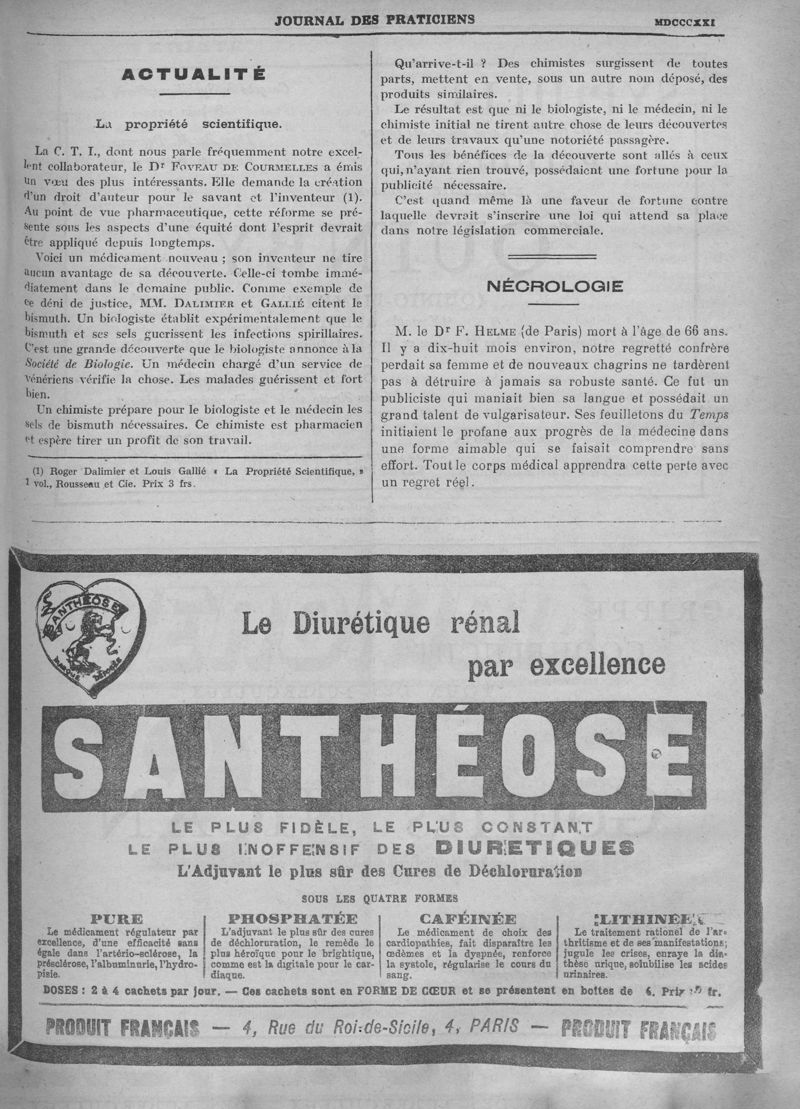 JOURNAL DES PRATICIENS
MDCCCXXI
ACTUALITÉ
La propriété scientifique.
La C. T. I., dont nous parle fréquemment notre excel-
lent collaborateur, le Dr FOVEAU DE COURMELLES a émis
un vœu des plus intéressants. Elle demande la création
d'un droit d'auteur pour le savant et l'inventeur (1).
Au point de vue pharmaceutique, cette réforme se pré-
sente sous les aspects d'une équité dont l'esprit devrait
être appliqué depuis longtemps.
Voici un médicament nouveau ; son inventeur ne tire
aucun avantage de sa découverte. Celle-ci tombe immé-
diatement dans le domaine public. Comme exemple de
ce déni de justice, MM. DALIMIER et GALLIÉ citent le
bismuth. Un biologiste établit expérimentalement que le
bismuth et ses sels guerissent les infections spirillaires.
C'est une grande découverte que le biologiste annonce à la
Société de Biologie. Un médecin chargé d'un service de
vénériens vérifie la chose. Les malades guérissent et fort
bien.
Un chimiste prépare pour le biologiste et le médecin les
sels de bismuth nécessaires. Ce chimiste est pharmacien
et espère tirer un profit de son travail.
(1) Roger Dalimier et Louis Gallié « La Propriété Scientifique, »
1 vol., Rousseau et Cie. Prix 3 frs.
Qu'arrive-t-il ? Des chimistes surgissent de toutes
parts, mettent en vente, sous un autre nom déposé, des
produits similaires.
Le résultat est que ni le biologiste, ni le médecin, ni le
chimiste initial ne tirent autre chose de leurs découvertes
et de leurs travaux qu'une notoriété passagère.
Tous les bénéfices de la découverte sont allés à ceux
qui, n'ayant rien trouvé, possédaient une fortune pour la
publicité nécessaire.
C'est quand même là une faveur de fortune contre
laquelle devrait s'inscrire une loi qui attend sa place
dans notre législation commerciale.
NÉCROLOGIE
M. le Dr F. HELME (de Paris) mort à l'âge de 66 ans.
Il y a dix-huit mois environ, notre regretté confrère
perdait sa femme et de nouveaux chagrins ne tardèrent
pas à détruire à jamais sa robuste santé. Ce fut un
publiciste qui maniait bien sa langue et possédait un
grand talent de vulgarisateur. Ses feuilletons du Temps
initiaient le profane aux progrès de la médecine dans
une forme aimable qui se faisait comprendre sans
effort. Tout le corps médical apprendra cette perte avec
un regret réel.
SANTHÉOSE
MARQUE DÉPOSÉE
Le Diurétique rénal
par excellence
SANTHÉOSE
LE PLUS FIDÈLE, LE PLUS CONSTANT
LE PLUS INOFFENSIF DES DIURETIQUES
L'Adjuvant le plus sûr des Cures de Déchloruration
SOUS LES QUATRE FORMES
PURE
Le médicament régulateur par
excellence, d'une efficacité sans
égale dans l'artério-sclérose, la
présclérose, l'albuminurie, l'hydro-
pisie.
PHOSPHATÉE
L'adjuvant le plus sûr des cures
de déchloruration, le remède le
plus héroïque pour le brightique,
comme est la digitale pour le car-
diaque.
CAFÉINÉE
Le médicament de choix des
cardiopathies, fait disparaître les
œdèmes et la dyspnée, renforce
la systole, régularise le cours du
sang.
LITHINÉE
Le traitement rationel de l'ar-
thritisme et de ses manifestations;
jugule les crises, enraye la dia-
thèse urique, solubilise les acides
urinaires.
DOSES : 2 à 4 cachets par jour. — Ces cachets sont en FORME DE CŒUR et se présentent en boîtes de Prix fr.
PRODUIT FRANÇAIS — 4, Rue du Roi-de-Sicile, 4, PARIS — PRODUIT FRANÇAIS